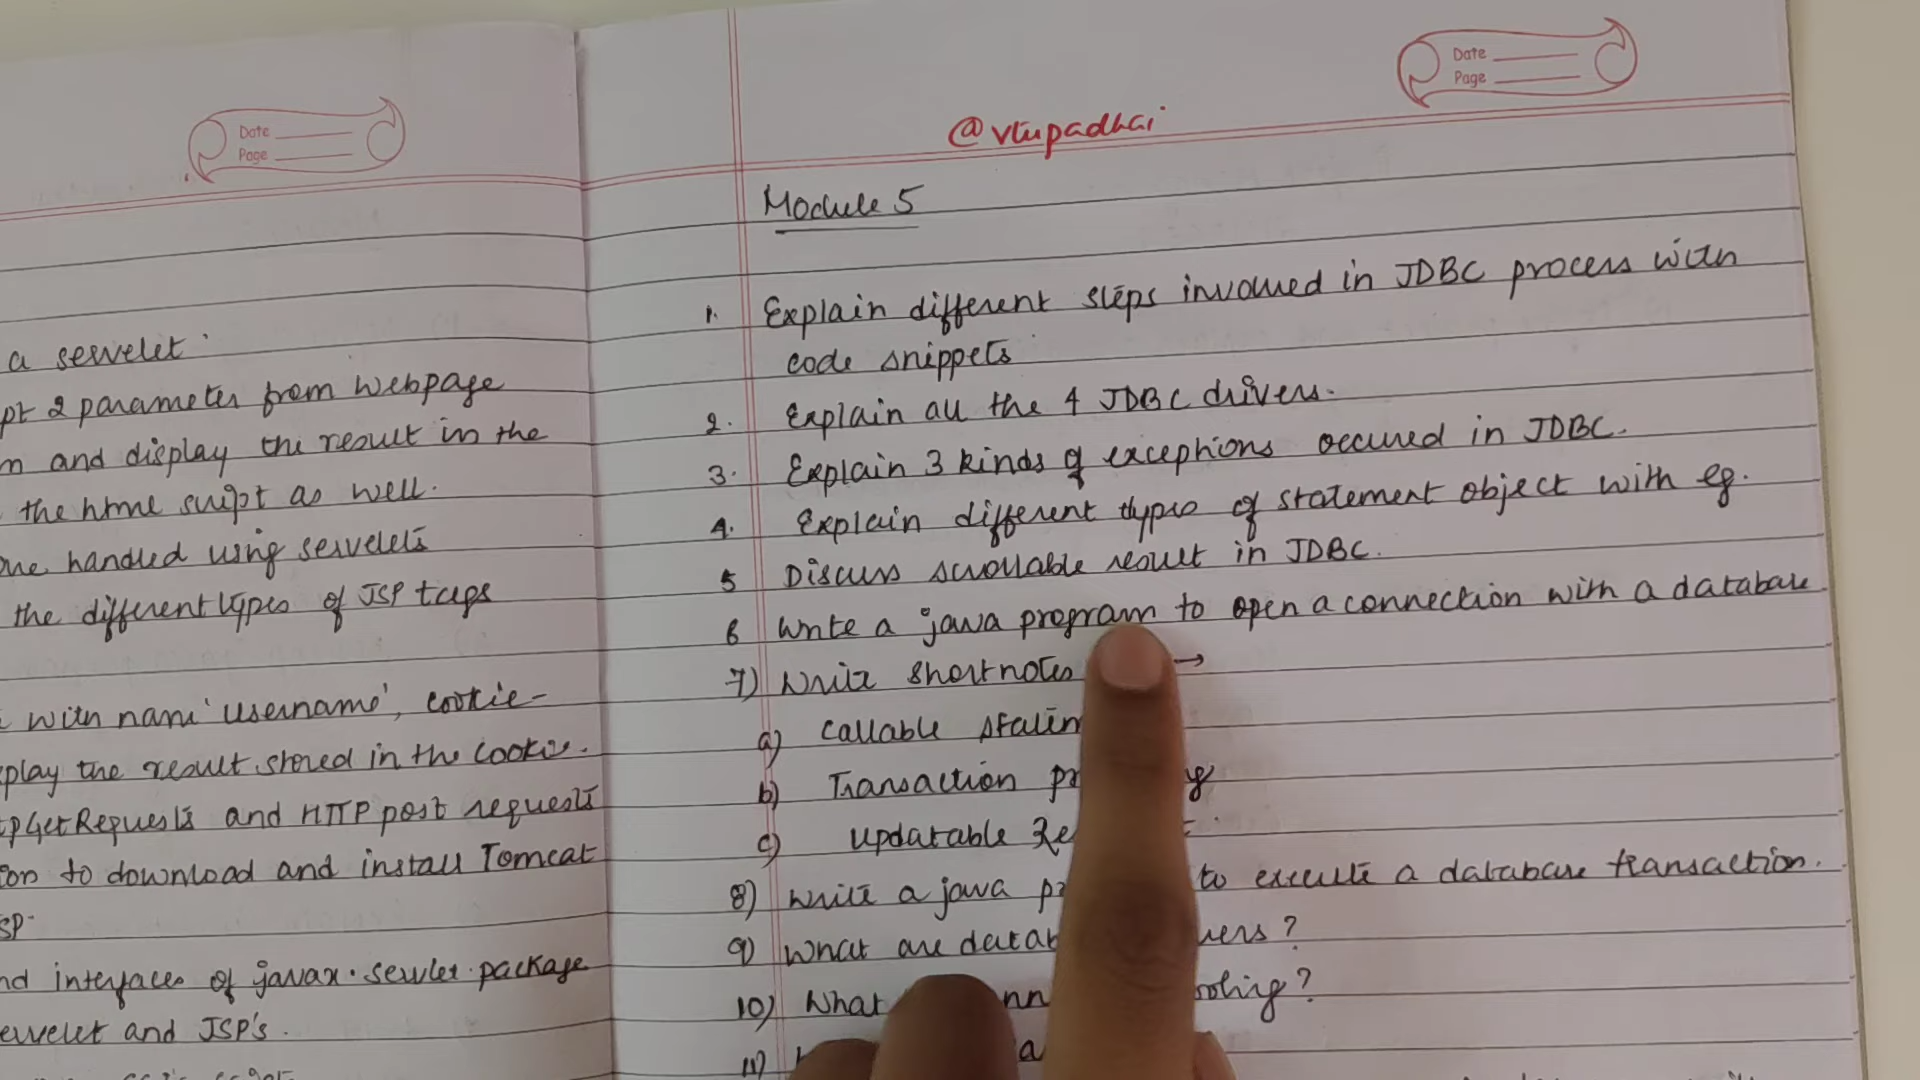 Date
Page
a servelet
pt 2 parameter from webpage
m and display the result in the
the html script as well.
handled using servelets
the different types of JSP tags
with name 'username', cookie-
play the result stored in the cookie.
pGetRequests and HTTP post requests
ion to download and install Tomcat
SP.
nd interfaces of javax.servlet.package
ervelet and JSP's.
Date
Page
@vtupadhai
Module 5
1. Explain different steps involved in JDBC process with
code snippets
2. Explain all the 4 JDBC drivers.
3. Explain 3 kinds of exceptions occured in JDBC.
4. Explain different types of statement object with eg.
5 Discuss scrollable result in JDBC.
6 Write a java program to open a connection with a database
7) Write shortnotes →
a) Callable
b) Transaction
c) Updatable
8) Write a java to execute a database transaction.
9) What are
10) What
11)